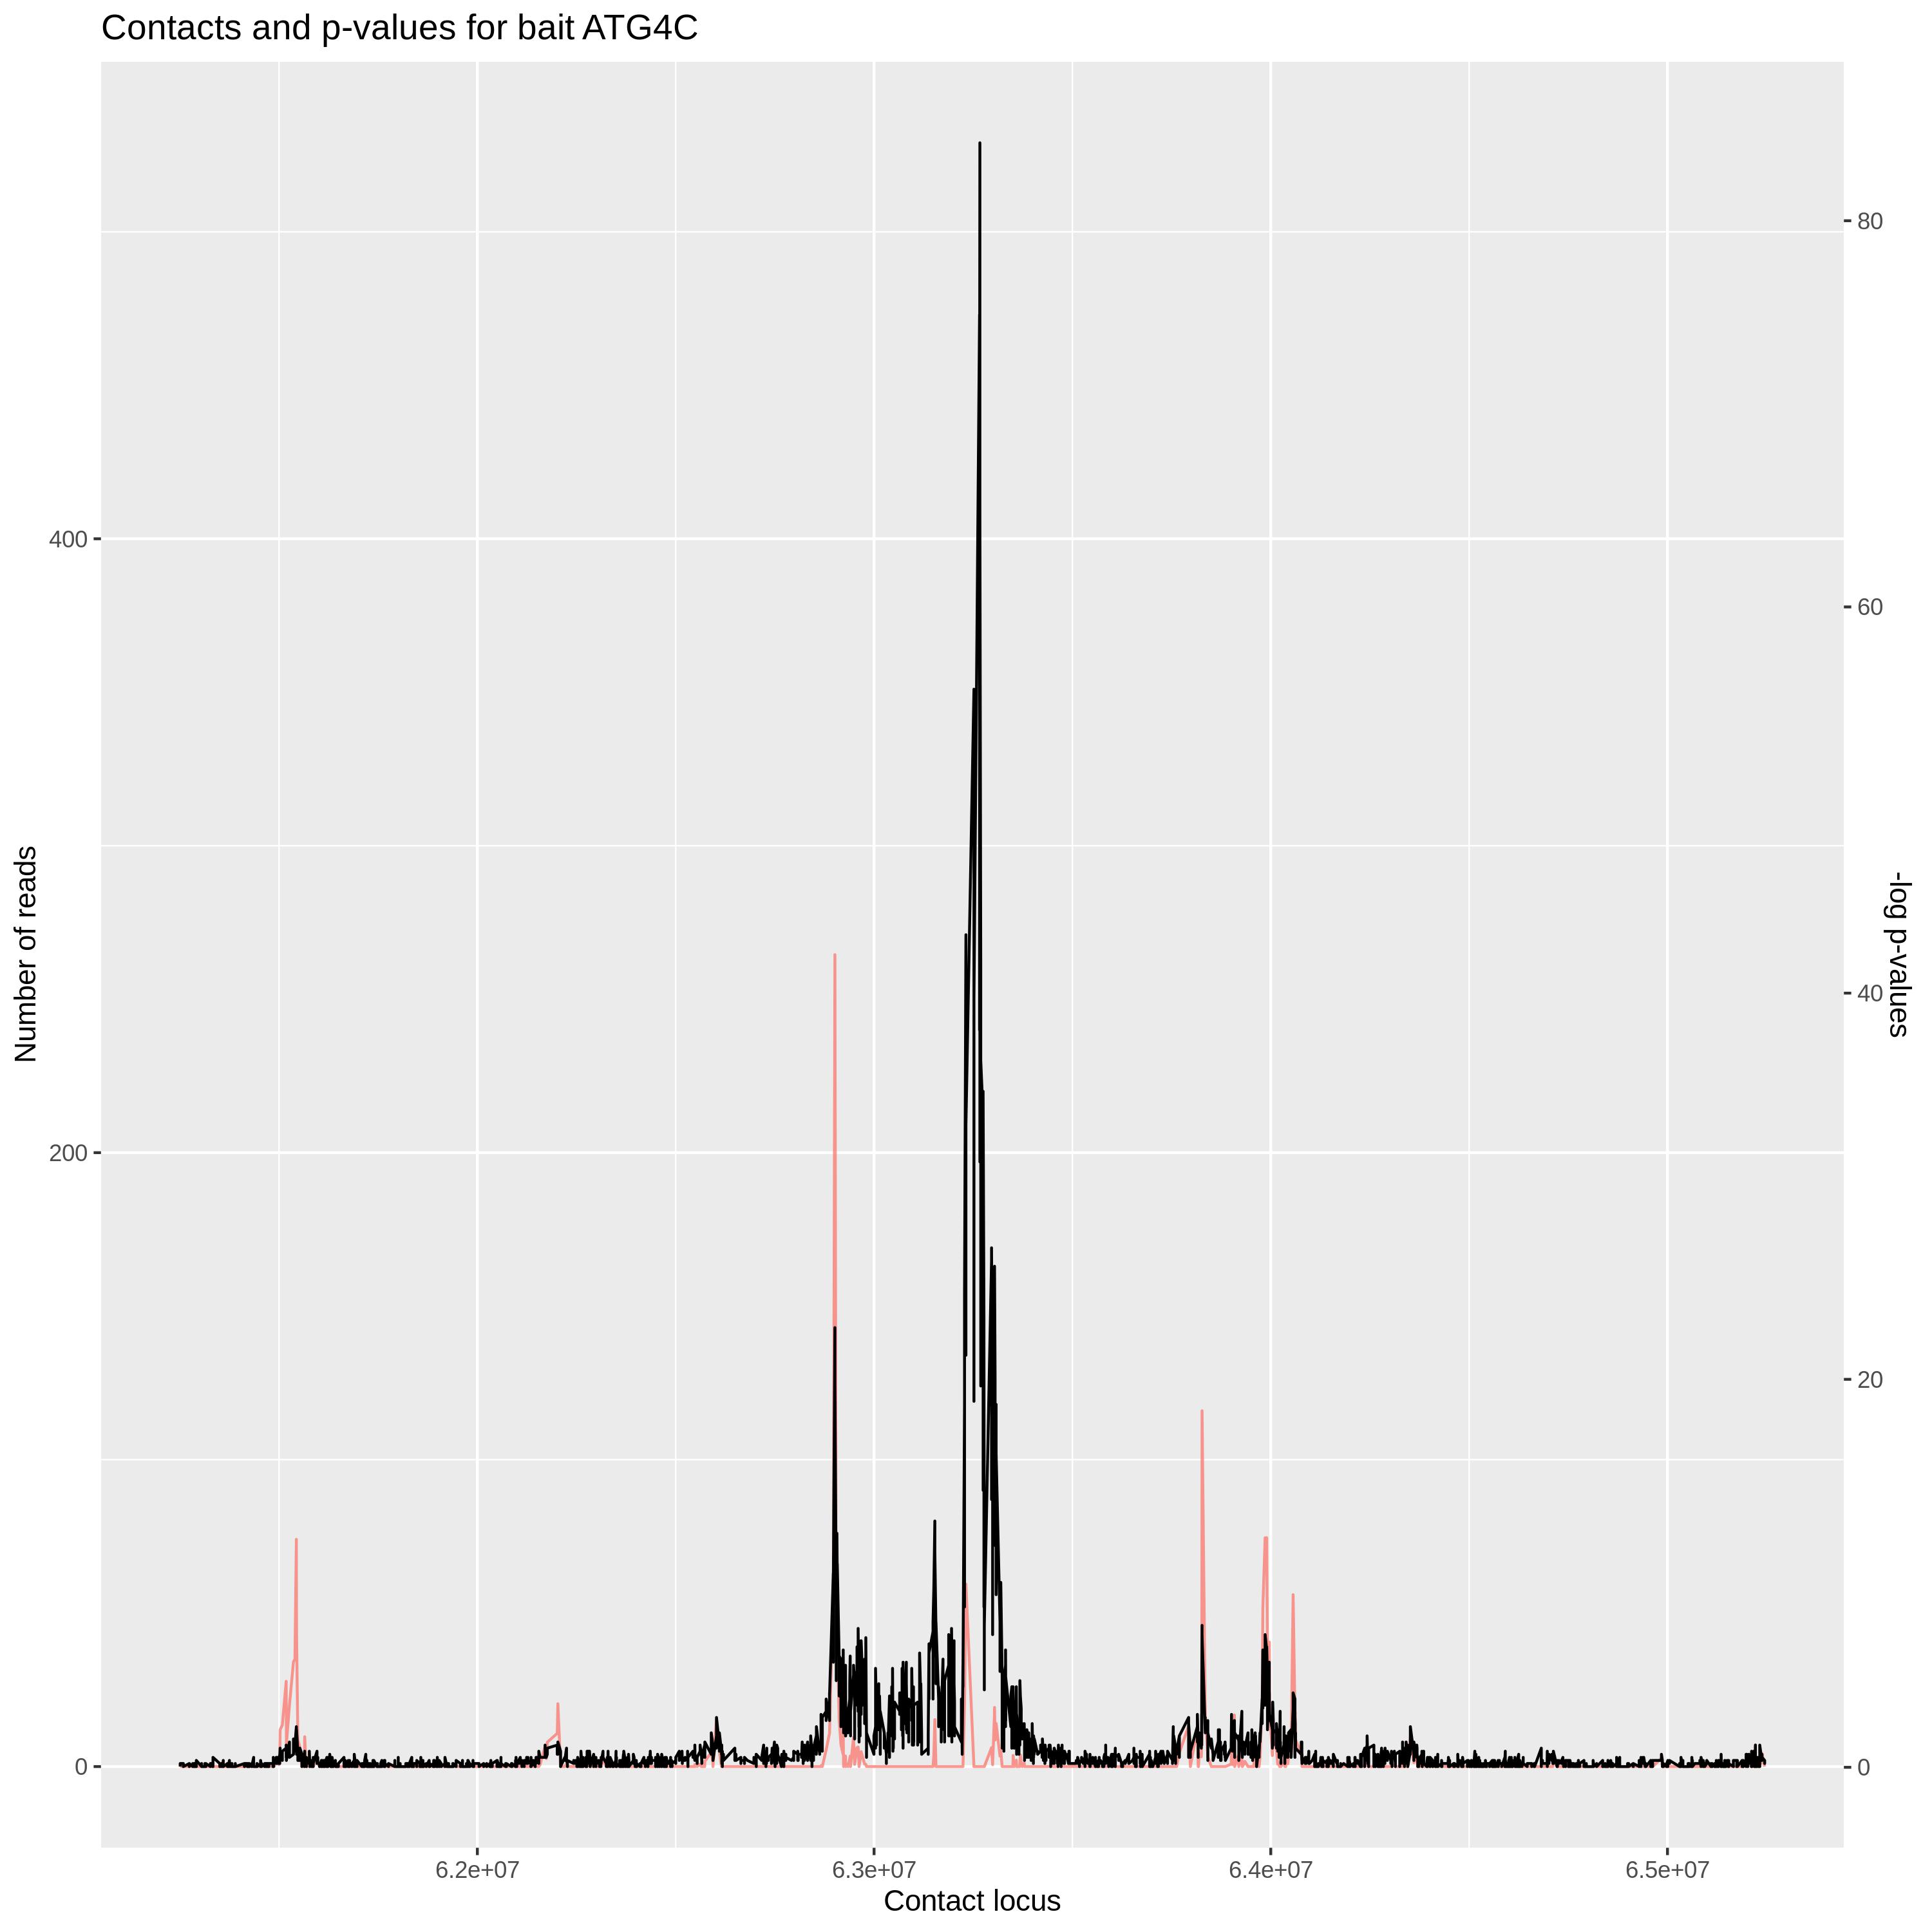 Contacts and p-values for bait ATG4C
Number of reads
400
200
0
80
60
40
20
0
-log p-values
6.2e+07
6.3e+07
6.4e+07
6.5e+07
Contact locus